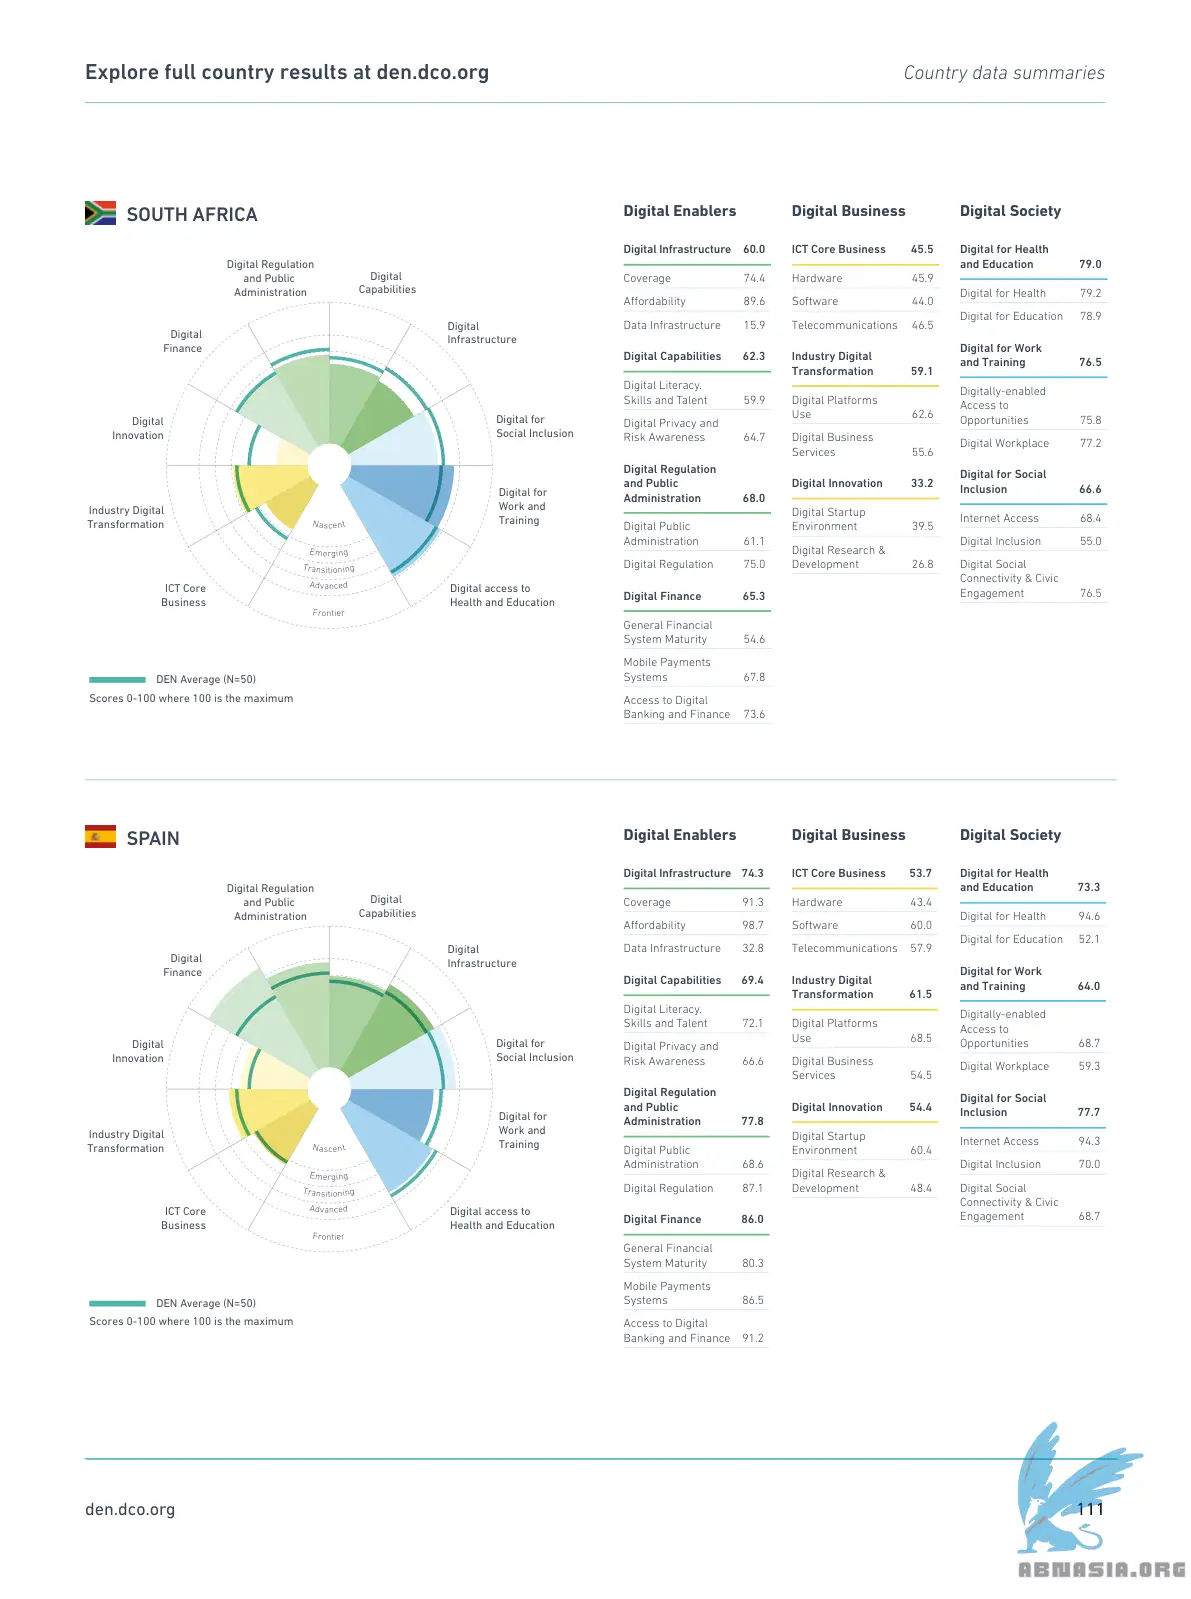 Explore full country results at den.dco.org
Country data summaries
SOUTH AFRICA
Digital Regulation
and Public
Administration
Digital
Capabilities
Digital
Infrastructure
Digital
Finance
Digital
Innovation
Digital for
Social Inclusion
Industry Digital
Transformation
Digital for
Work and
Training
ICT Core
Business
Digital access to
Health and Education
Nascent
Emerging
Transitioning
Advanced
Frontier
DEN Average (N=50)
Scores 0-100 where 100 is the maximum
Digital Enablers
Digital Infrastructure 60.0
Coverage 74.4
Affordability 89.6
Data Infrastructure 15.9
Digital Capabilities 62.3
Digital Literacy.
Skills and Talent 59.9
Digital Privacy and
Risk Awareness 64.7
Digital Regulation
and Public
Administration 68.0
Digital Public
Administration 61.1
Digital Regulation 75.0
Digital Finance 65.3
General Financial
System Maturity 54.6
Mobile Payments
Systems 67.8
Access to Digital
Banking and Finance 73.6
Digital Business
ICT Core Business 45.5
Hardware 45.9
Software 44.0
Telecommunications 46.5
Industry Digital
Transformation 59.1
Digital Platforms
Use 62.6
Digital Business
Services 55.6
Digital Innovation 33.2
Digital Startup
Environment 39.5
Digital Research &
Development 26.8
Digital Society
Digital for Health
and Education 79.0
Digital for Health 79.2
Digital for Education 78.9
Digital for Work
and Training 76.5
Digitally-enabled
Access to
Opportunities 75.8
Digital Workplace 77.2
Digital for Social
Inclusion 66.6
Internet Access 68.4
Digital Inclusion 55.0
Digital Social
Connectivity & Civic
Engagement 76.5
SPAIN
Digital Regulation
and Public
Administration
Digital
Capabilities
Digital
Infrastructure
Digital
Finance
Digital
Innovation
Digital for
Social Inclusion
Industry Digital
Transformation
Digital for
Work and
Training
ICT Core
Business
Digital access to
Health and Education
Nascent
Emerging
Transitioning
Advanced
Frontier
DEN Average (N=50)
Scores 0-100 where 100 is the maximum
Digital Enablers
Digital Infrastructure 74.3
Coverage 91.3
Affordability 98.7
Data Infrastructure 32.8
Digital Capabilities 69.4
Digital Literacy.
Skills and Talent 72.1
Digital Privacy and
Risk Awareness 66.6
Digital Regulation
and Public
Administration 77.8
Digital Public
Administration 68.6
Digital Regulation 87.1
Digital Finance 86.0
General Financial
System Maturity 80.3
Mobile Payments
Systems 86.5
Access to Digital
Banking and Finance 91.2
Digital Business
ICT Core Business 53.7
Hardware 43.4
Software 60.0
Telecommunications 57.9
Industry Digital
Transformation 61.5
Digital Platforms
Use 68.5
Digital Business
Services 54.5
Digital Innovation 54.4
Digital Startup
Environment 60.4
Digital Research &
Development 48.4
Digital Society
Digital for Health
and Education 73.3
Digital for Health 94.6
Digital for Education 52.1
Digital for Work
and Training 64.0
Digitally-enabled
Access to
Opportunities 68.7
Digital Workplace 59.3
Digital for Social
Inclusion 77.7
Internet Access 94.3
Digital Inclusion 70.0
Digital Social
Connectivity & Civic
Engagement 68.7
den.dco.org
111
ABNASIA.ORG